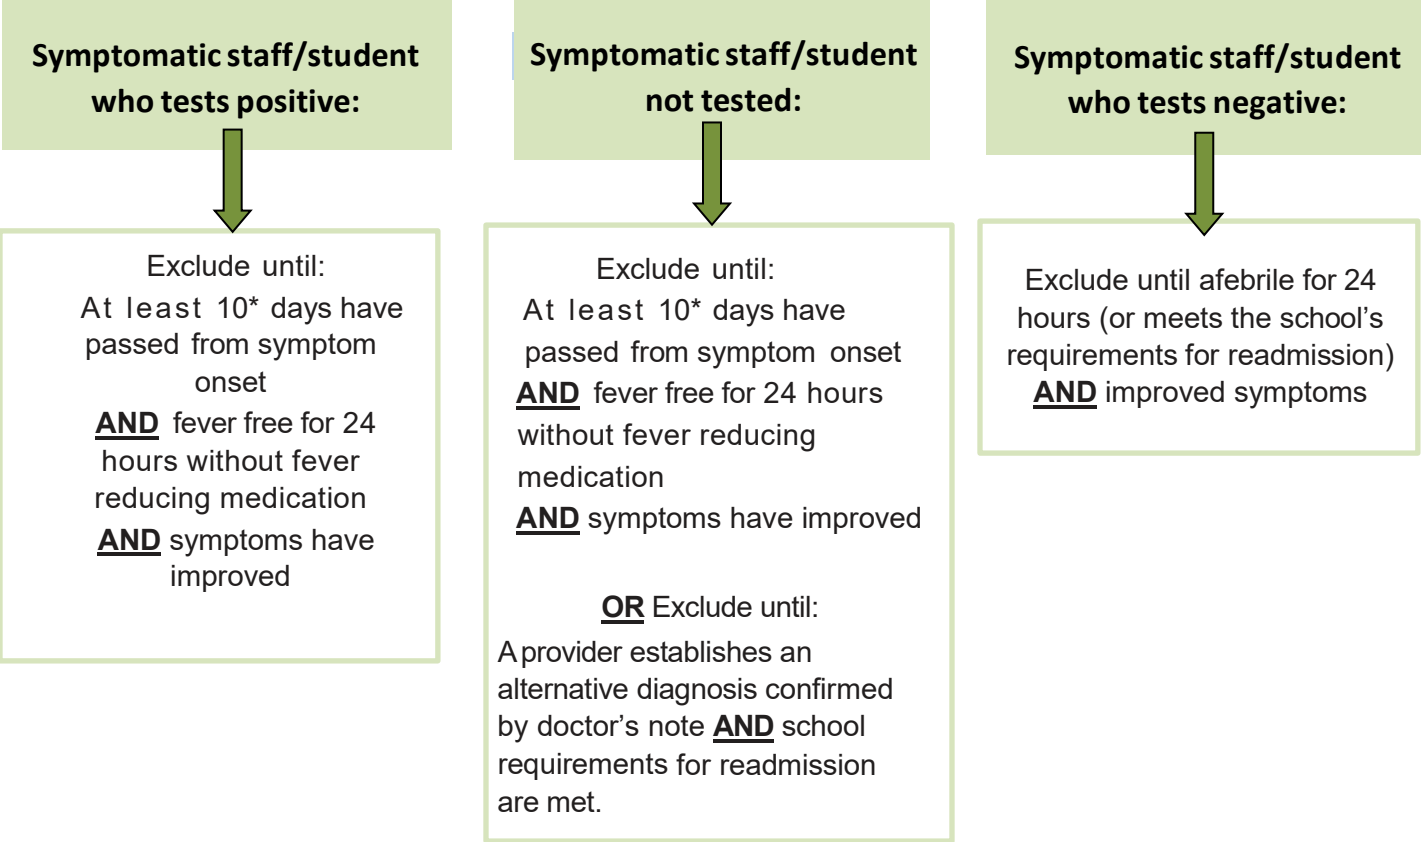 Symptomatic staff/student
who tests positive:
Exclude until:
At least 10* days have
passed from symptom
onset
AND fever free for 24
hours without fever
reducing medication
AND symptoms have
improved
Symptomatic staff/student
not tested:
Exclude until:
At least 10* days have
passed from symptom onset
AND fever free for 24 hours
without fever reducing
medication
AND symptoms have improved
OR Exclude until:
A provider establishes an
alternative diagnosis confirmed
by doctor’s note AND school
requirements for readmission
are met.
Symptomatic staff/student
who tests negative:
Exclude until afebrile for 24
hours (or meets the school’s
requirements for readmission)
AND improved symptoms